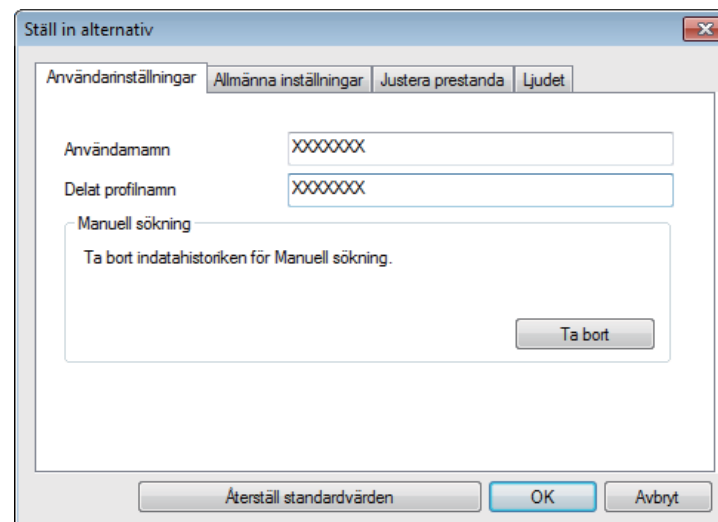 Ställ in alternativ
Användarinställningar Allmänna inställningar Justera prestanda Ljudet
Användarnamn XXXXXXX
Delat profilnamn XXXXXXX
Manuell sökning
Ta bort indatahistoriken för Manuell sökning.
Ta bort
Återställ standardvärden OK Avbryt